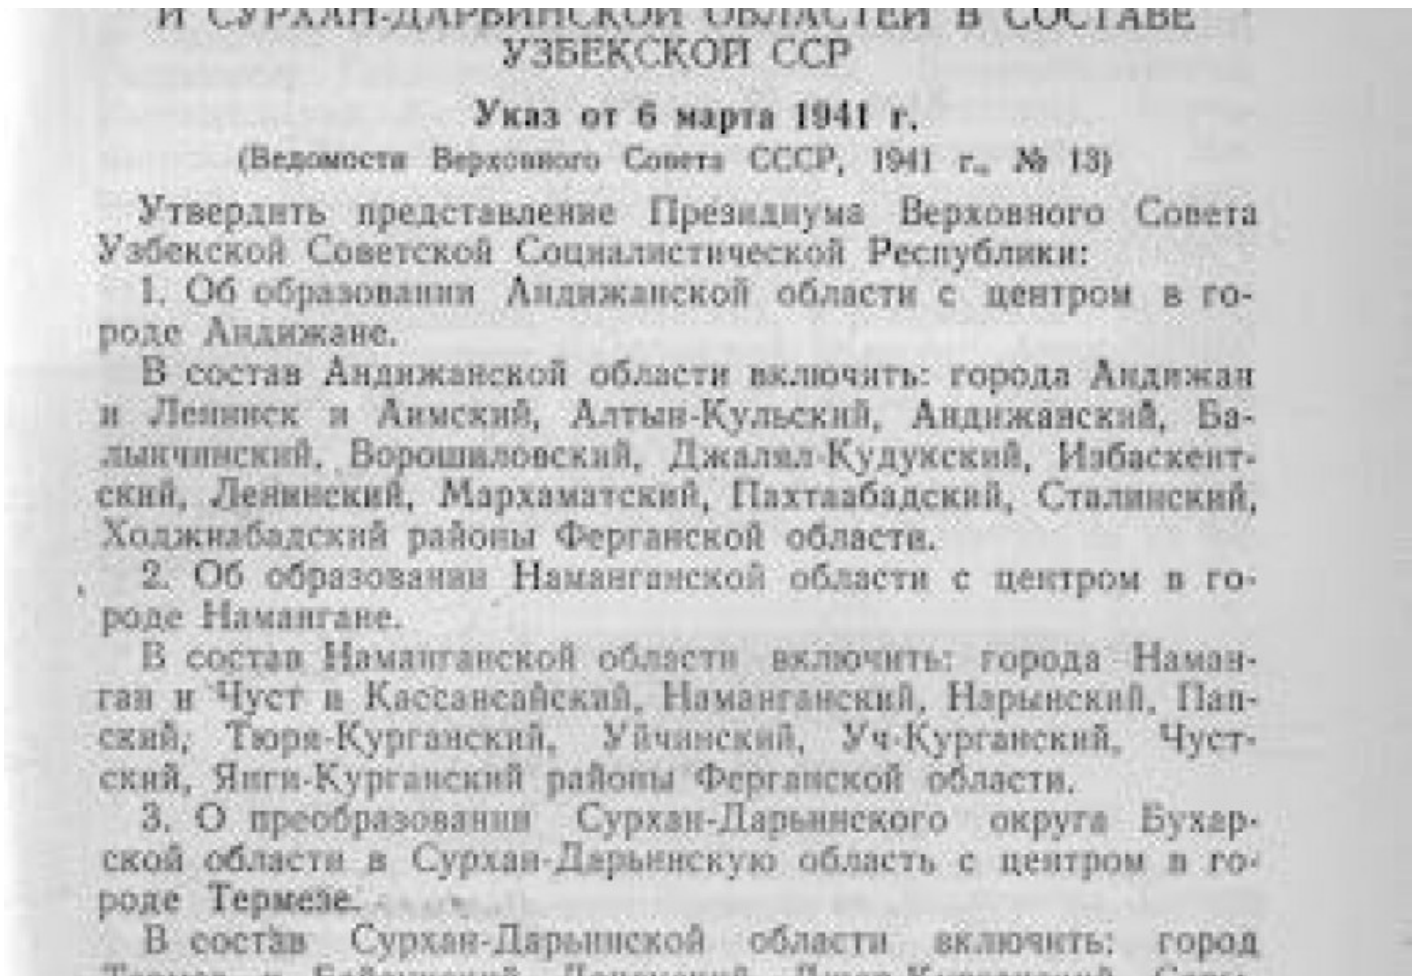 И СУРХАН-ДАРЬИНСКОЙ ОБЛАСТЕЙ В СОСТАВЕ
УЗБЕКСКОЙ ССР
Указ от 6 марта 1941 г.
(Ведомости Верховного Совета СССР, 1941 г., № 13)
Утвердить представление Президиума Верховного Совета
Узбекской Советской Социалистической Республики:
1. Об образовании Андижанской области с центром в го-
роде Андижане.
В состав Андижанской области включить: города Андижан
и Ленинск и Аимский, Алтын-Кульский, Андижанский, Ба-
лыкчинский, Ворошиловский, Джалял-Кудукский, Избаскент-
ский, Ленинский, Мархаматский, Пахтаабадский, Сталинский,
Ходжиабадский районы Ферганской области.
2. Об образовании Наманганской области с центром в го-
роде Намангане.
В состав Наманганской области включить: города Наман-
ган и Чуст и Кассансайский, Наманганский, Нарынский, Пап-
ский, Тюря-Курганский, Уйчинский, Уч-Курганский, Чуст-
ский, Янги-Курганский районы Ферганской области.
3. О преобразовании Сурхан-Дарьинского округа Бухар-
ской области в Сурхан-Дарьинскую область с центром в го-
роде Термезе.
В состав Сурхан-Дарьинской области включить: город